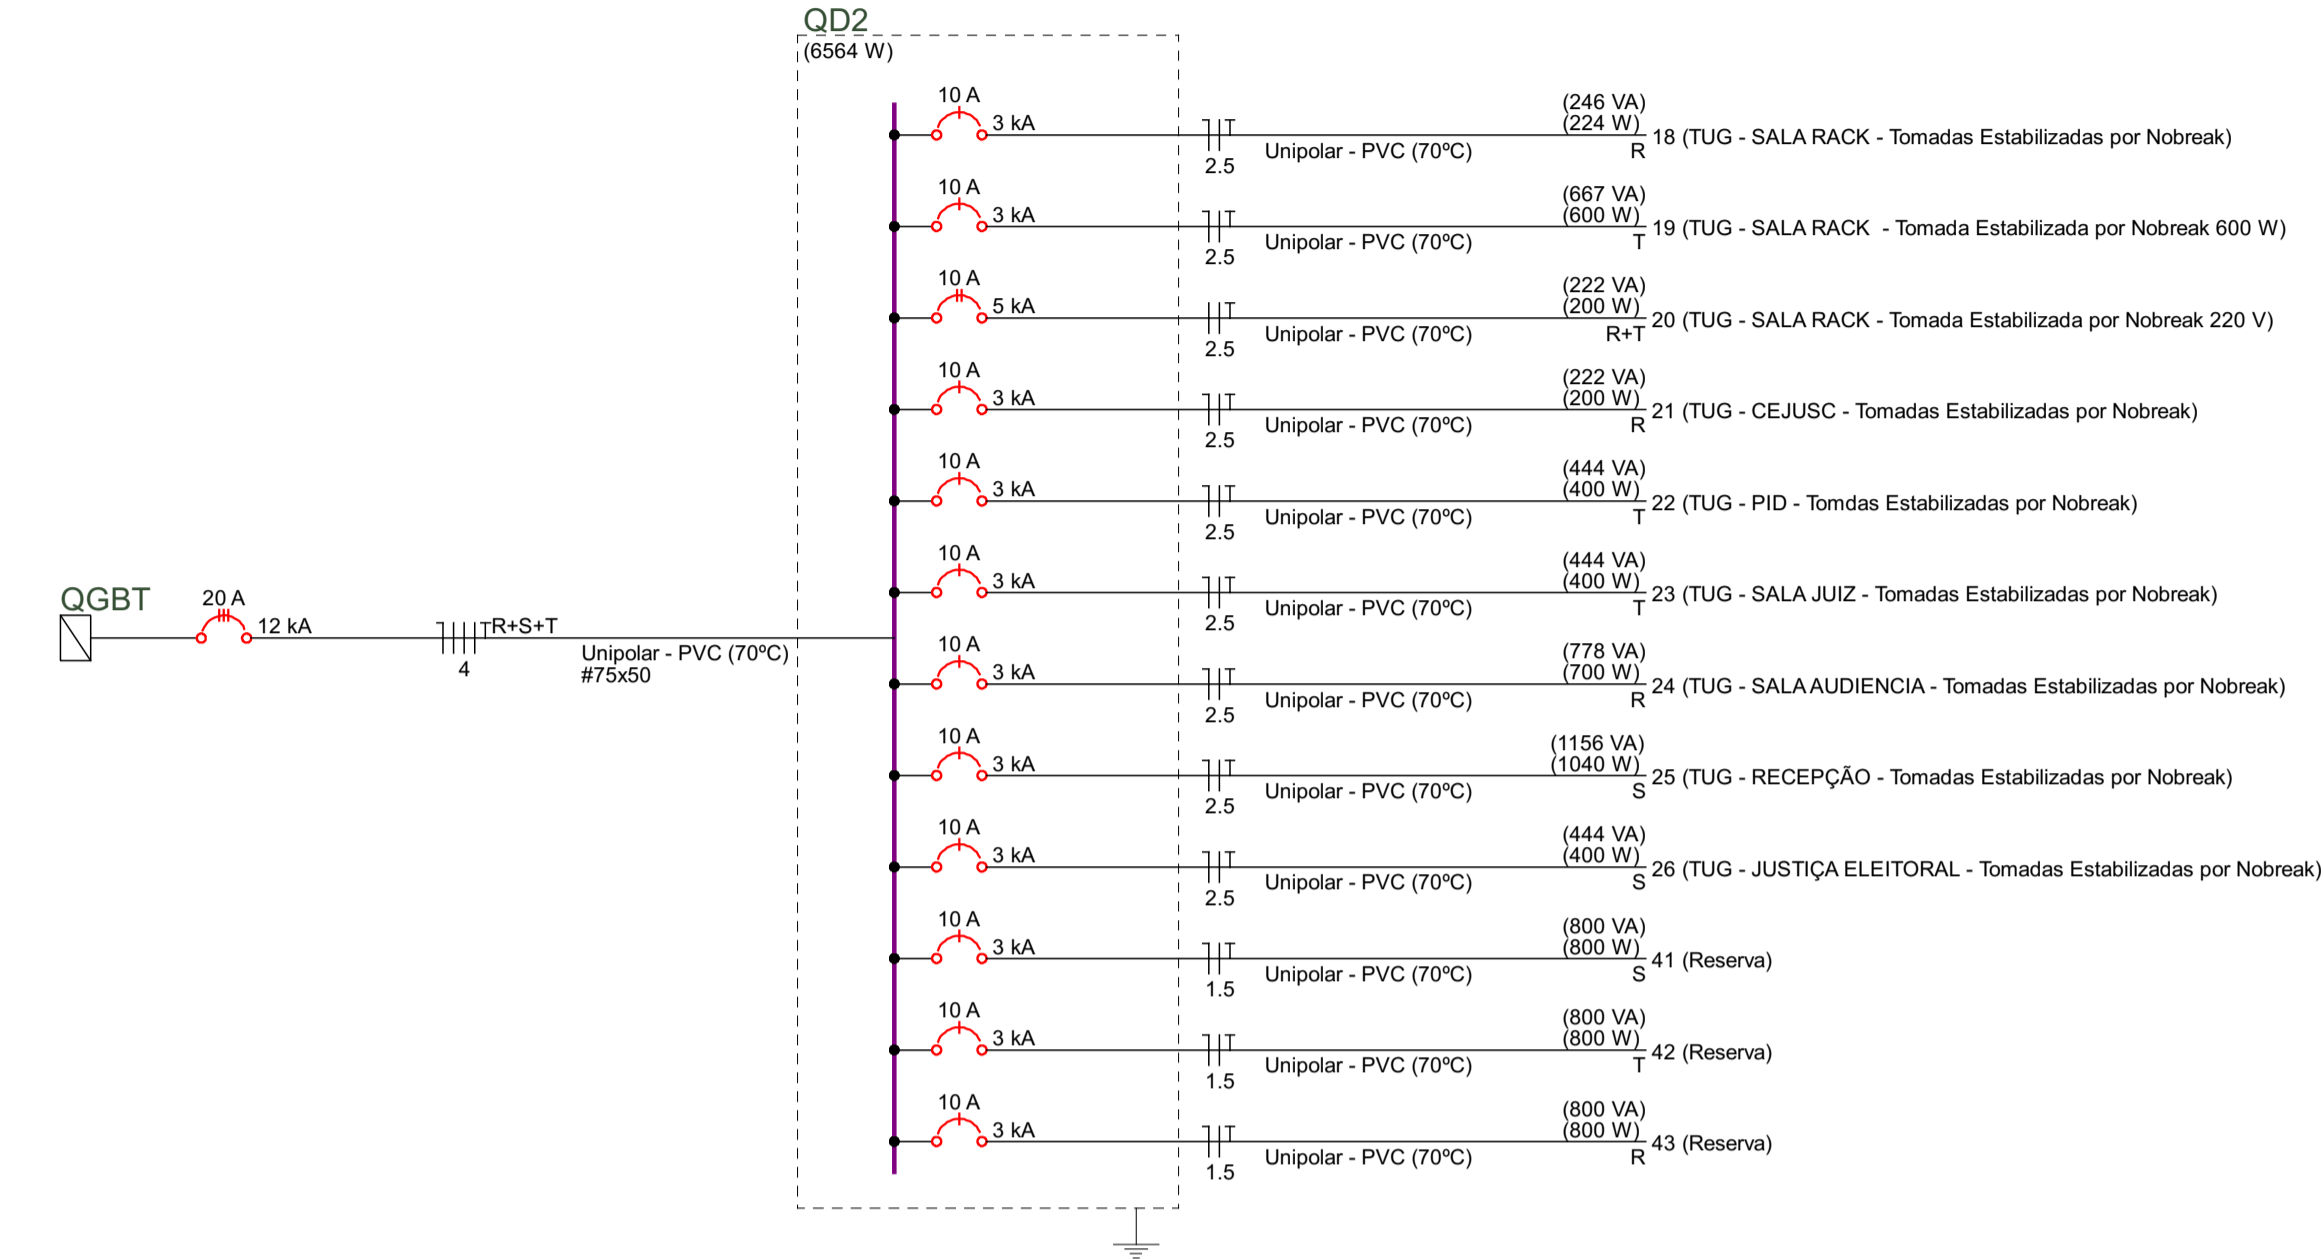 QD2
(6564 W)
10 A
3 kA
2.5
Unipolar - PVC (70ºC)
(246 VA)
(224 W)
R
18 (TUG - SALA RACK - Tomadas Estabilizadas por Nobreak)
10 A
3 kA
2.5
Unipolar - PVC (70ºC)
(667 VA)
(600 W)
T
19 (TUG - SALA RACK - Tomada Estabilizada por Nobreak 600 W)
10 A
5 kA
2.5
Unipolar - PVC (70ºC)
(222 VA)
(200 W)
R+T
20 (TUG - SALA RACK - Tomada Estabilizada por Nobreak 220 V)
10 A
3 kA
2.5
Unipolar - PVC (70ºC)
(222 VA)
(200 W)
R
21 (TUG - CEJUSC - Tomadas Estabilizadas por Nobreak)
10 A
3 kA
2.5
Unipolar - PVC (70ºC)
(444 VA)
(400 W)
T
22 (TUG - PID - Tomdas Estabilizadas por Nobreak)
10 A
3 kA
2.5
Unipolar - PVC (70ºC)
(444 VA)
(400 W)
T
23 (TUG - SALA JUIZ - Tomadas Estabilizadas por Nobreak)
QGBT
20 A
12 kA
R+S+T
4
Unipolar - PVC (70ºC)
#75x50
10 A
3 kA
2.5
Unipolar - PVC (70ºC)
(778 VA)
(700 W)
R
24 (TUG - SALA AUDIENCIA - Tomadas Estabilizadas por Nobreak)
10 A
3 kA
2.5
Unipolar - PVC (70ºC)
(1156 VA)
(1040 W)
S
25 (TUG - RECEPÇÃO - Tomadas Estabilizadas por Nobreak)
10 A
3 kA
2.5
Unipolar - PVC (70ºC)
(444 VA)
(400 W)
S
26 (TUG - JUSTIÇA ELEITORAL - Tomadas Estabilizadas por Nobreak)
10 A
3 kA
1.5
Unipolar - PVC (70ºC)
(800 VA)
(800 W)
S
41 (Reserva)
10 A
3 kA
1.5
Unipolar - PVC (70ºC)
(800 VA)
(800 W)
T
42 (Reserva)
10 A
3 kA
1.5
Unipolar - PVC (70ºC)
(800 VA)
(800 W)
R
43 (Reserva)